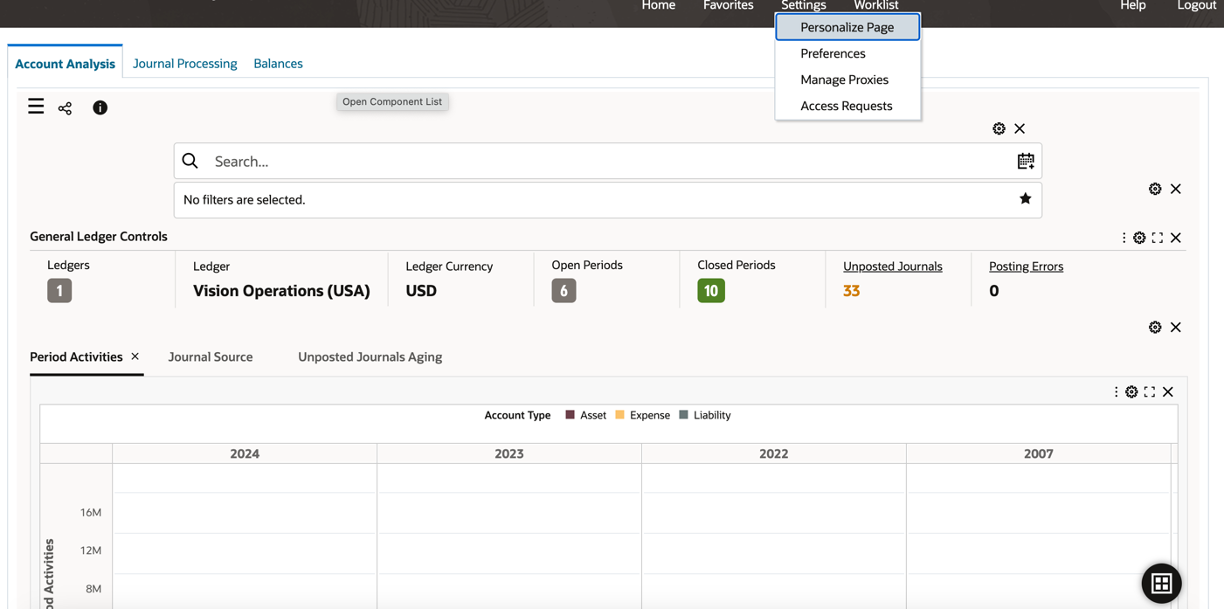 Home Favorites Settings Worklist Help Logout
Personalize Page
Preferences
Manage Proxies
Access Requests
Account Analysis Journal Processing Balances
Open Component List
Search...
No filters are selected.
General Ledger Controls
Ledgers Ledger Ledger Currency Open Periods Closed Periods Unposted Journals Posting Errors
1 Vision Operations (USA) USD 6 10 33 0
Period Activities Journal Source Unposted Journals Aging
Account Type Asset Expense Liability
2024 2023 2022 2007
16M
12M
8M
Activities